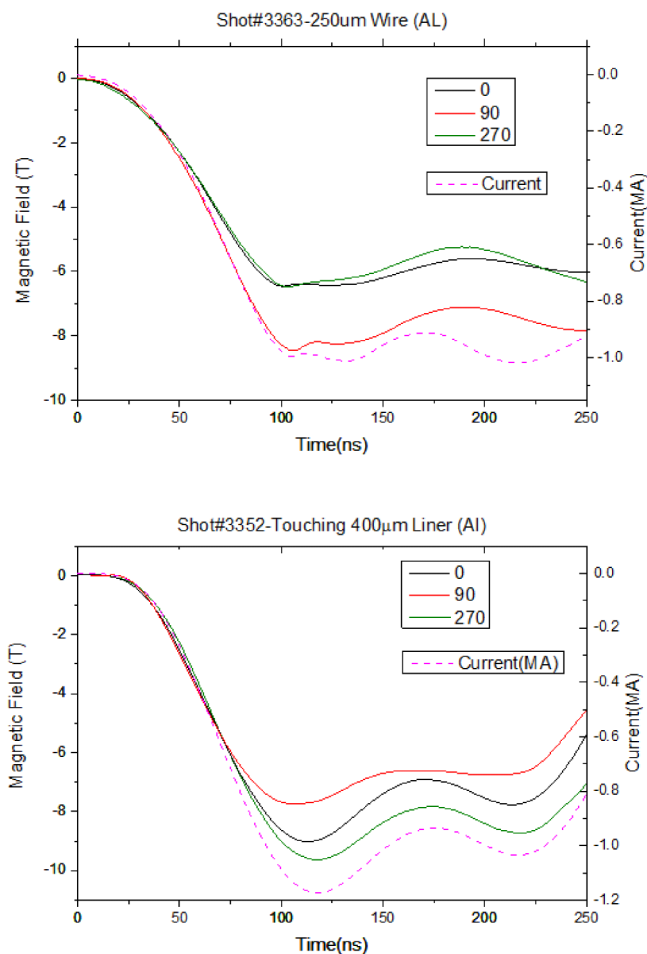 Shot#3363-250um Wire (AL)
0
-2
-4
-6
-8
-10
Magnetic Field (T)
0
90
270
Current
0.0
-0.2
-0.4
-0.6
-0.8
-1.0
Current(MA)
0 50 100 150 200 250
Time(ns)
Shot#3352-Touching 400μm Liner (Al)
0
-2
-4
-6
-8
-10
Magnetic Field (T)
0
90
270
Current(MA)
0.0
-0.2
-0.4
-0.6
-0.8
-1.0
-1.2
Current(MA)
0 50 100 150 200 250
Time(ns)